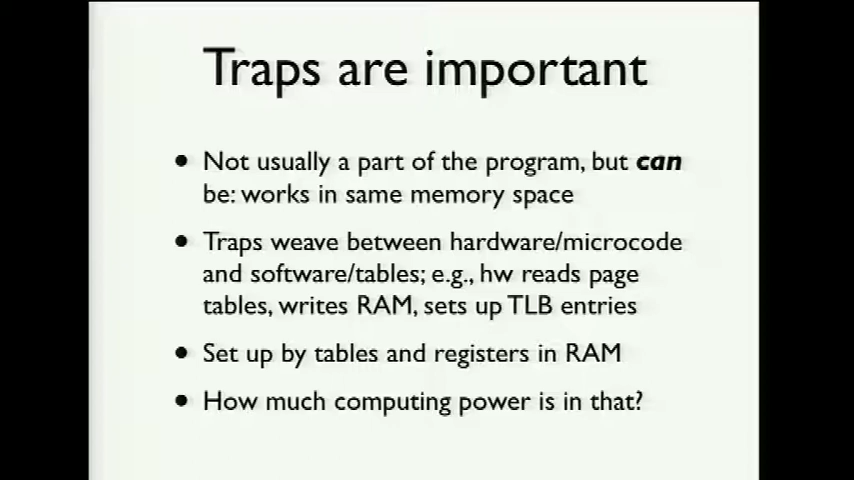 Traps are important
• Not usually a part of the program, but can
be: works in same memory space
• Traps weave between hardware/microcode
and software/tables; e.g., hw reads page
tables, writes RAM, sets up TLB entries
• Set up by tables and registers in RAM
• How much computing power is in that?